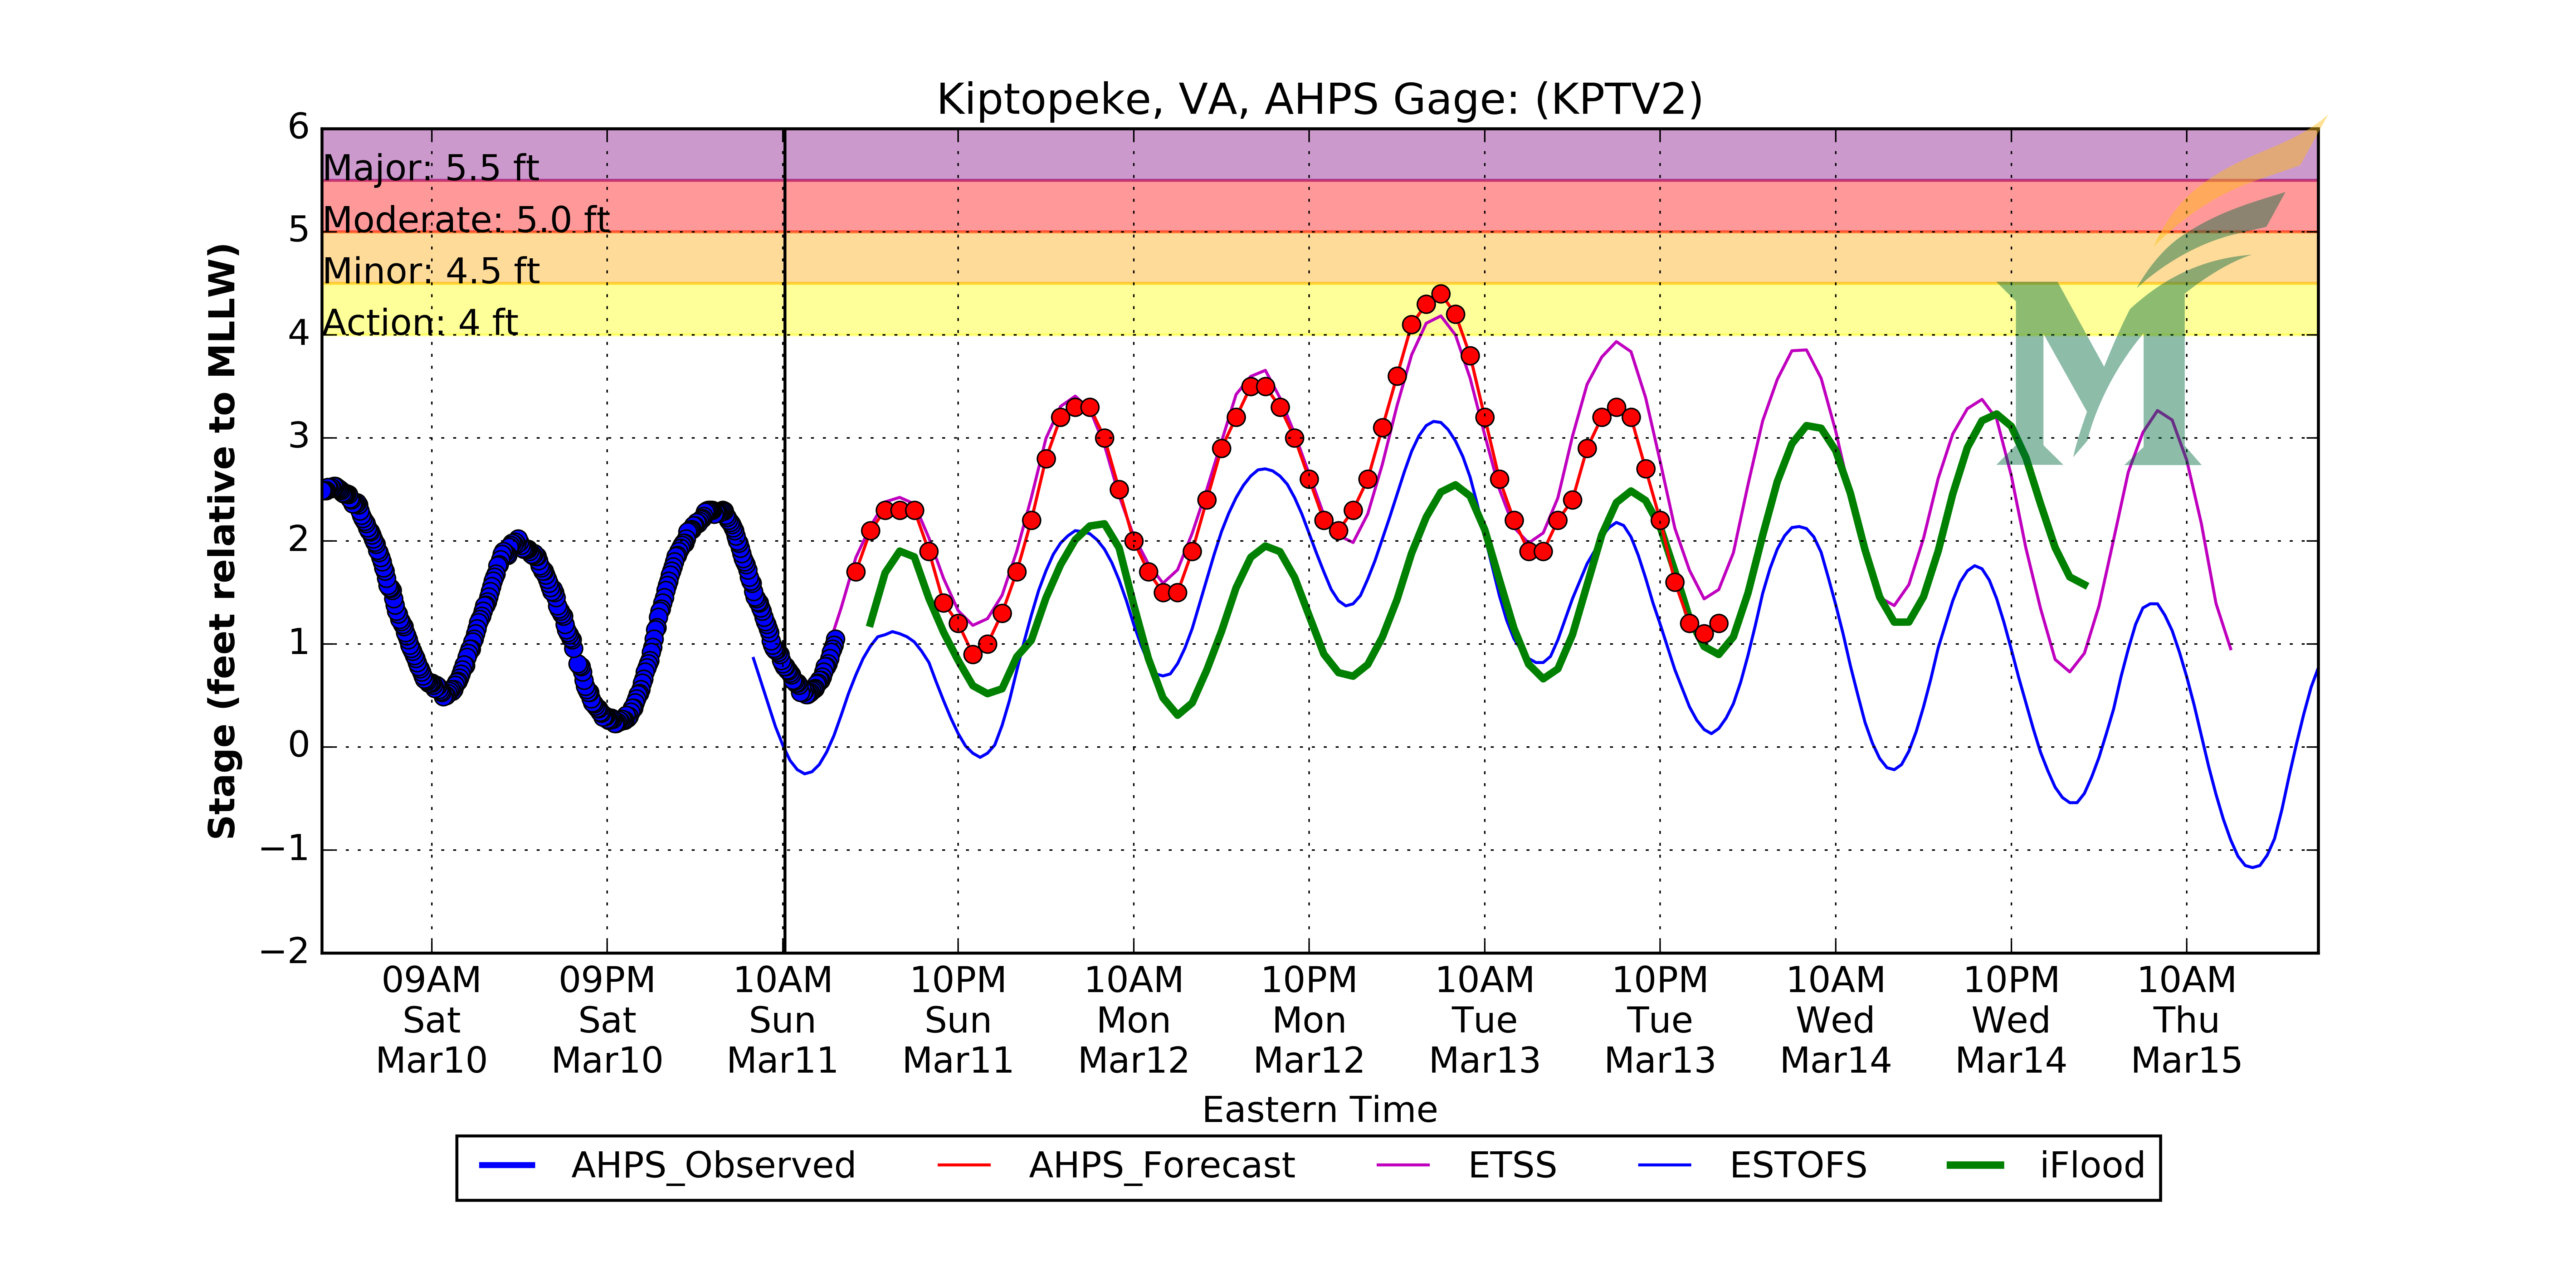 Kiptopeke, VA, AHPS Gage: (KPTV2)
Stage (feet relative to MLLW)
6
5
4
3
2
1
0
−1
−2
Major: 5.5 ft
Moderate: 5.0 ft
Minor: 4.5 ft
Action: 4 ft
M
09AM Sat Mar10
09PM Sat Mar10
10AM Sun Mar11
10PM Sun Mar11
10AM Mon Mar12
10PM Mon Mar12
10AM Tue Mar13
10PM Tue Mar13
10AM Wed Mar14
10PM Wed Mar14
10AM Thu Mar15
Eastern Time
AHPS_Observed AHPS_Forecast ETSS ESTOFS iFlood